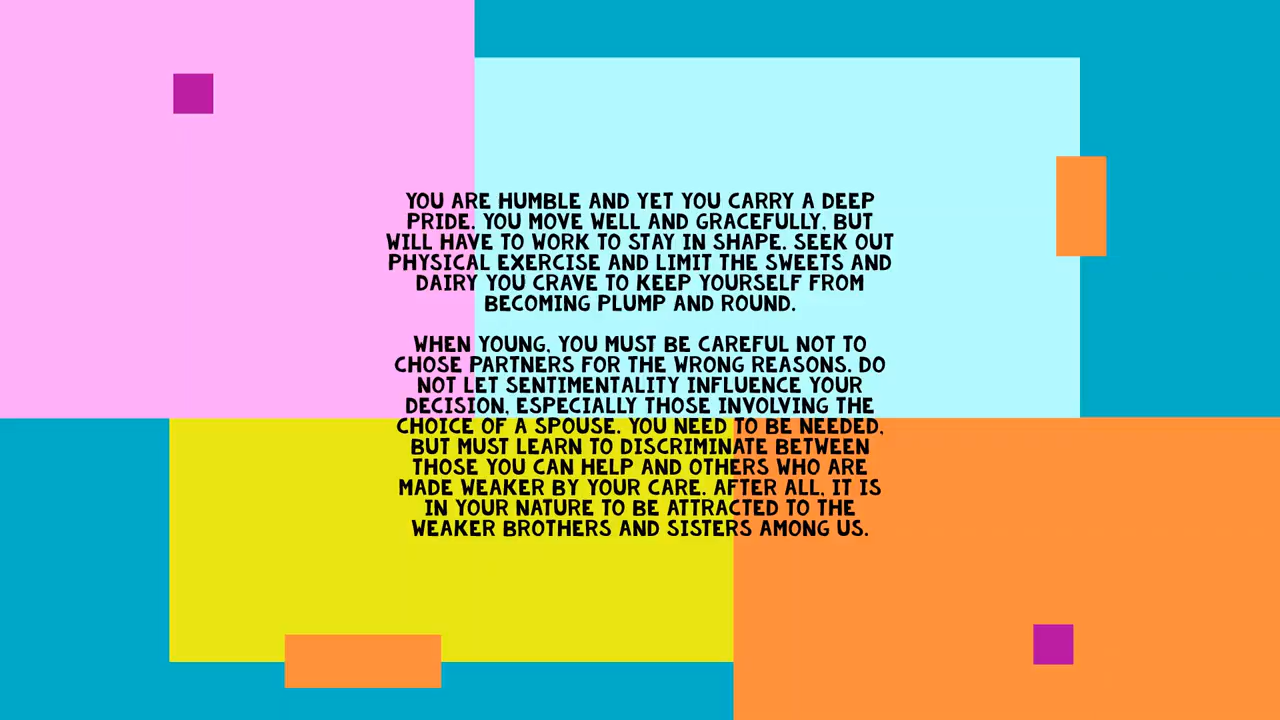 YOU ARE HUMBLE AND YET YOU CARRY A DEEP
PRIDE. YOU MOVE WELL AND GRACEFULLY, BUT
WILL HAVE TO WORK TO STAY IN SHAPE. SEEK OUT
PHYSICAL EXERCISE AND LIMIT THE SWEETS AND
DAIRY YOU CRAVE TO KEEP YOURSELF FROM
BECOMING PLUMP AND ROUND.
WHEN YOUNG, YOU MUST BE CAREFUL NOT TO
CHOSE PARTNERS FOR THE WRONG REASONS. DO
NOT LET SENTIMENTALITY INFLUENCE YOUR
DECISION, ESPECIALLY THOSE INVOLVING THE
CHOICE OF A SPOUSE. YOU NEED TO BE NEEDED,
BUT MUST LEARN TO DISCRIMINATE BETWEEN
THOSE YOU CAN HELP AND OTHERS WHO ARE
MADE WEAKER BY YOUR CARE. AFTER ALL, IT IS
IN YOUR NATURE TO BE ATTRACTED TO THE
WEAKER BROTHERS AND SISTERS AMONG US.